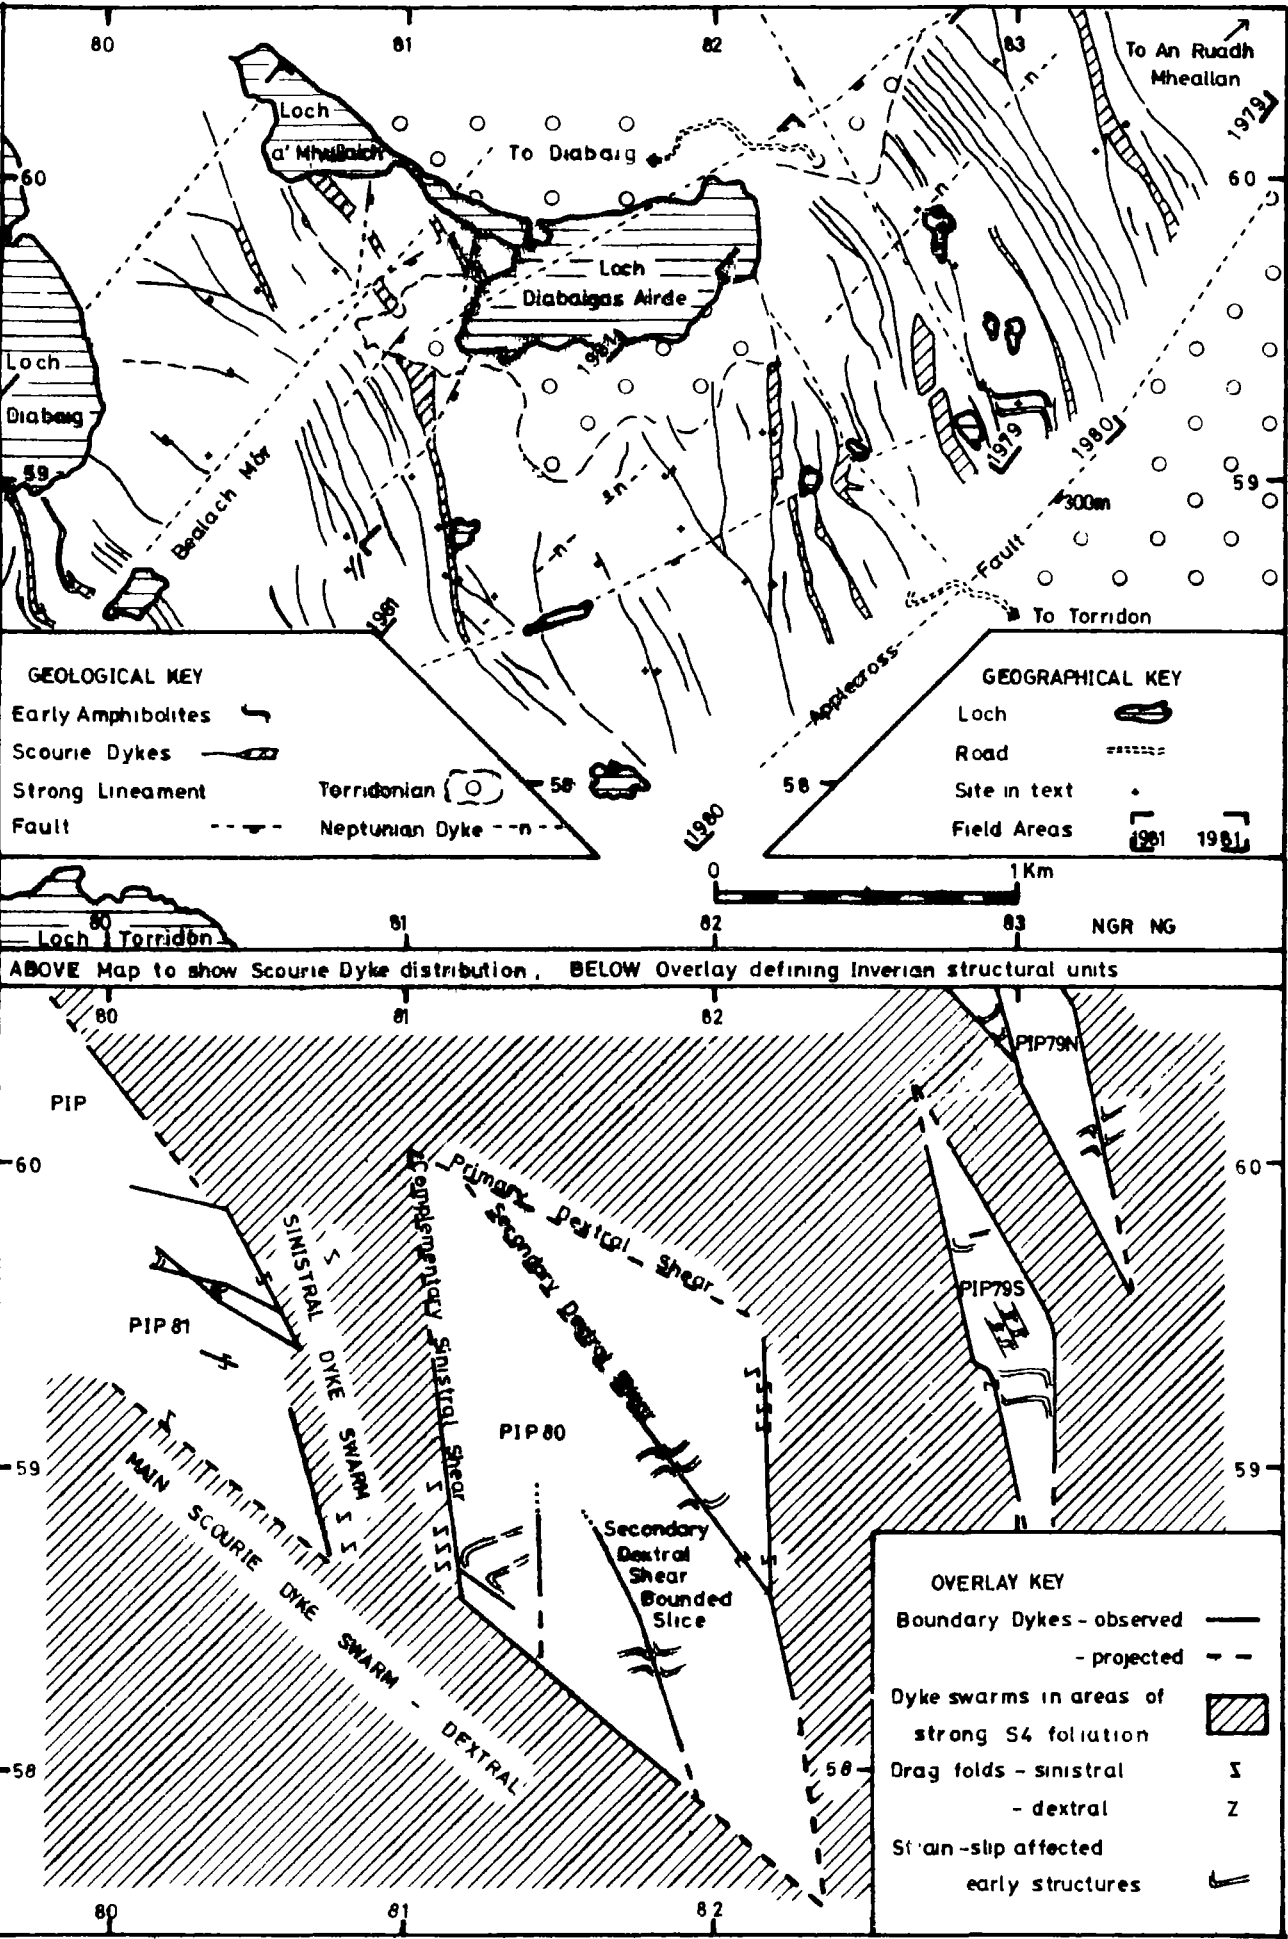 80 81 82 83
To An Ruadh
Mheallan
1979
Loch
a' Mhullaich
To Diabaig
60 60
n
n
Loch
Diabaigas Airde
1981
Loch
Diabaig
59
Bealach Mor
n
n
1979
1980
59
300m
Fault
To Torridon
1981
Applecross
GEOLOGICAL KEY
Early Amphibolites
Scourie Dykes
Strong Lineament
Torridonian
Fault
Neptunian Dyke --n--
58 58
1980
GEOGRAPHICAL KEY
Loch
Road
Site in text
Field Areas 1981 1981
0 1Km
80 81 82 83 NGR NG
Loch Torridon
ABOVE Map to show Scourie Dyke distribution. BELOW Overlay defining Inverian structural units
80 81 82
PIP79N
PIP
60 60
Primary Dextral Shear
Complementary Sinistral Shear
Secondary Dextral Shear
SINISTRAL DYKE SWARM
PIP79S
PIP81
PIP80
59 59
MAIN SCOURIE DYKE SWARM - DEXTRAL
Secondary
Dextral
Shear
Bounded
Slice
58 58
OVERLAY KEY
Boundary Dykes - observed
- projected
Dyke swarms in areas of
strong S4 foliation
Drag folds - sinistral S
- dextral Z
Strain-slip affected
early structures
80 81 82